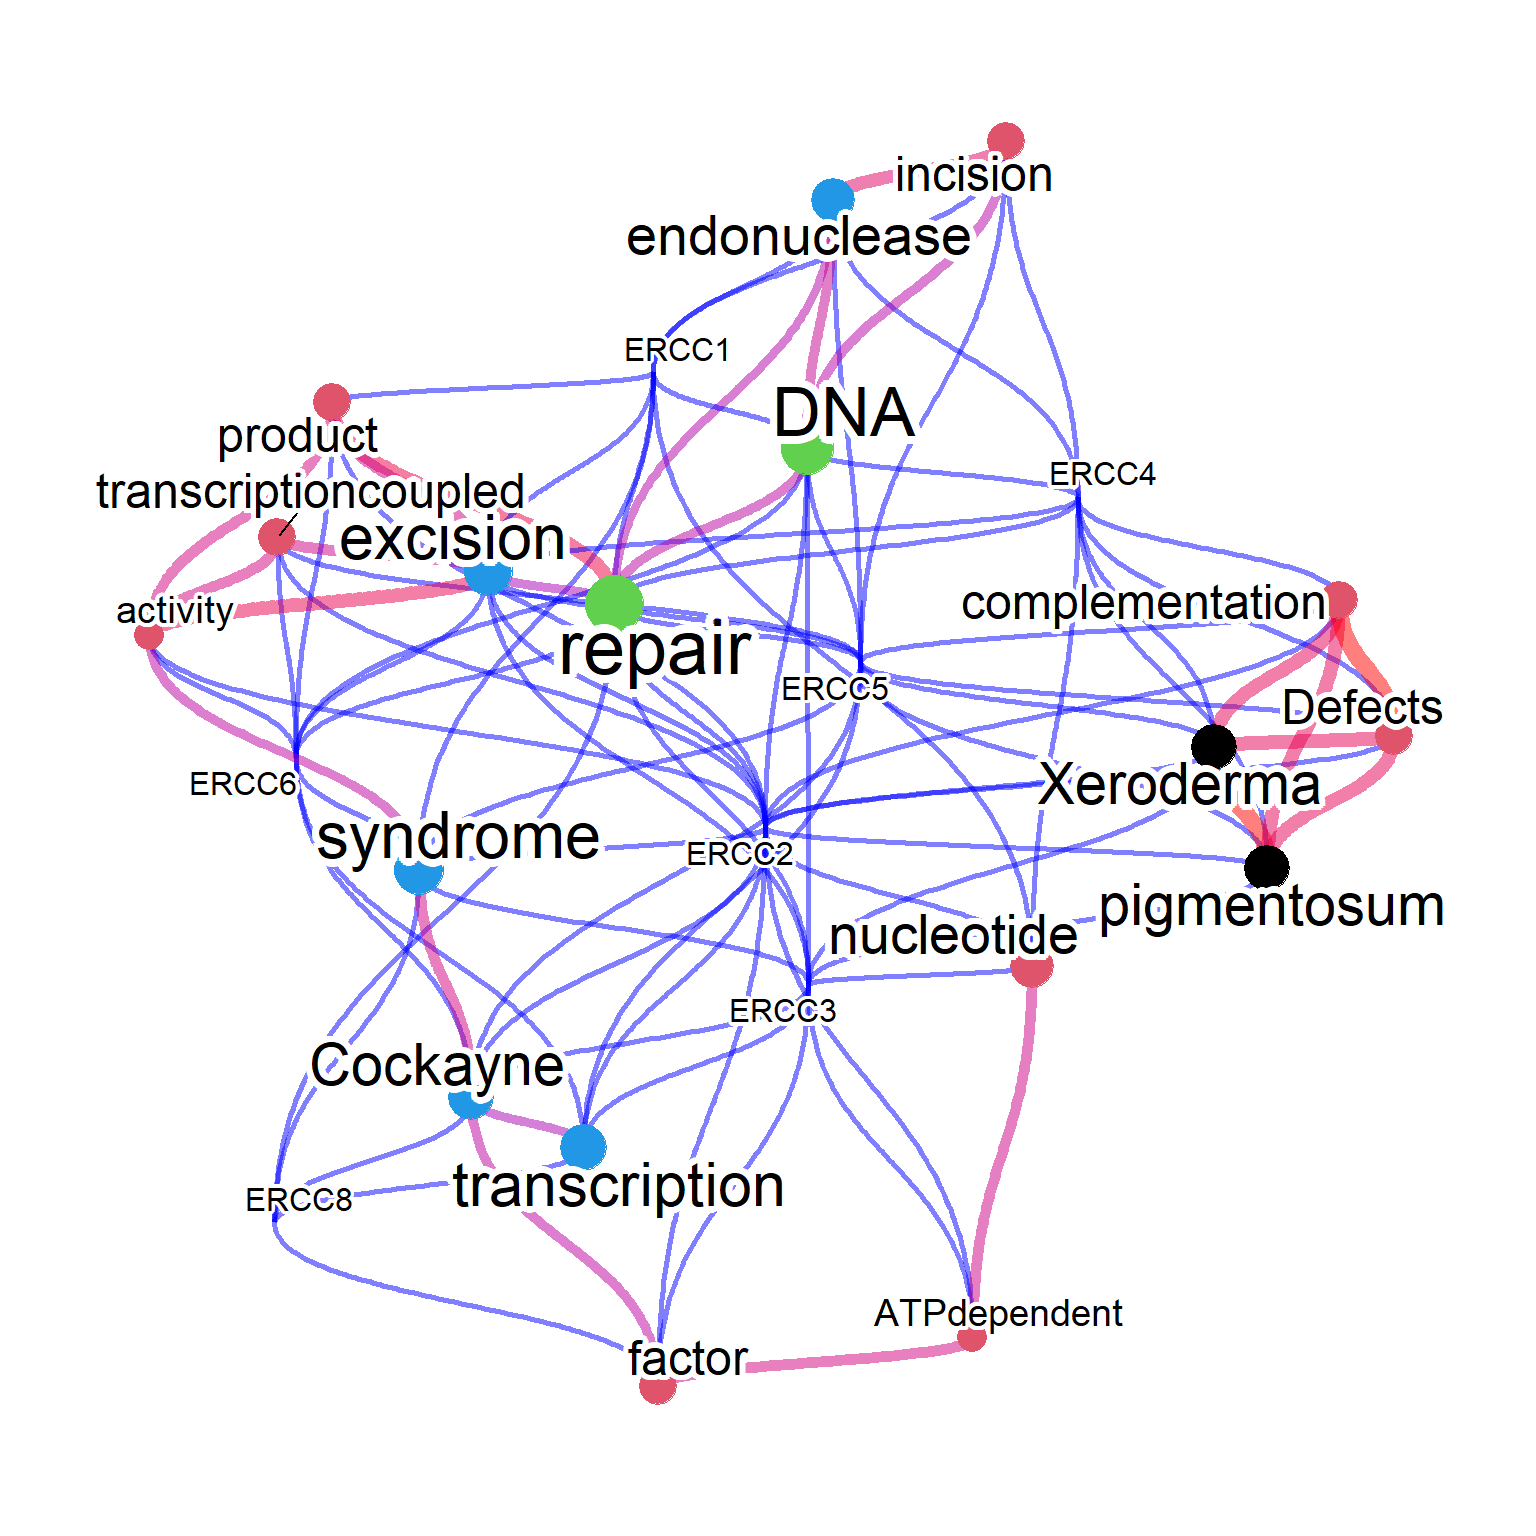 incision
endonuclease
ERCC1
DNA
product
ERCC4
transcriptioncoupled
excision
activity
complementation
repair
ERCC5
Defects
ERCC6
Xeroderma
syndrome
ERCC2
pigmentosum
nucleotide
ERCC3
Cockayne
transcription
ERCC8
ATPdependent
factor